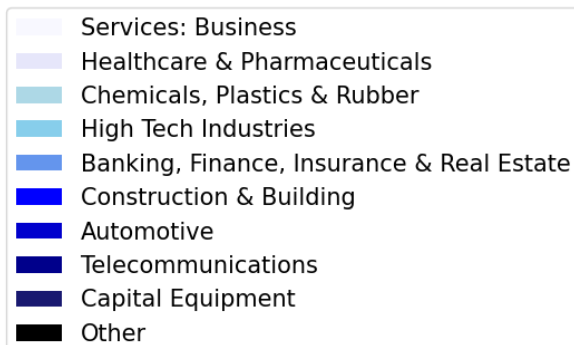 Services: Business
Healthcare & Pharmaceuticals
Chemicals, Plastics & Rubber
High Tech Industries
Banking, Finance, Insurance & Real Estate
Construction & Building
Automotive
Telecommunications
Capital Equipment
Other